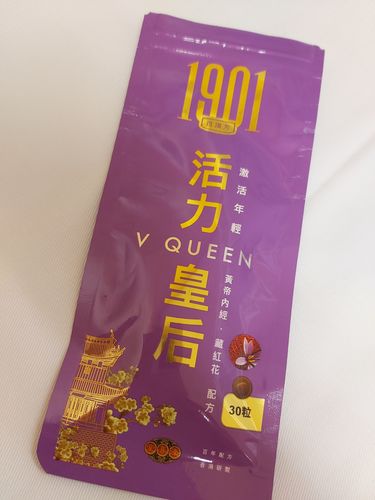 1901
活力皇后
V QUEEN
激活年輕
黃帝內經·藏紅花 配方
30粒
百年配方
香港研製